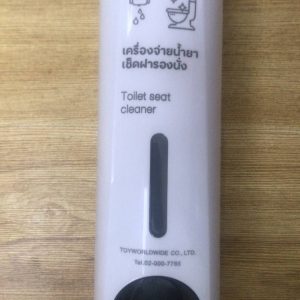 เครื่องจ่ายน้ำยา
เช็ดฝารองนั่ง
Toilet seat
cleaner
TOYWORLDWIDE CO., LTD.
Tel.02-000-7788